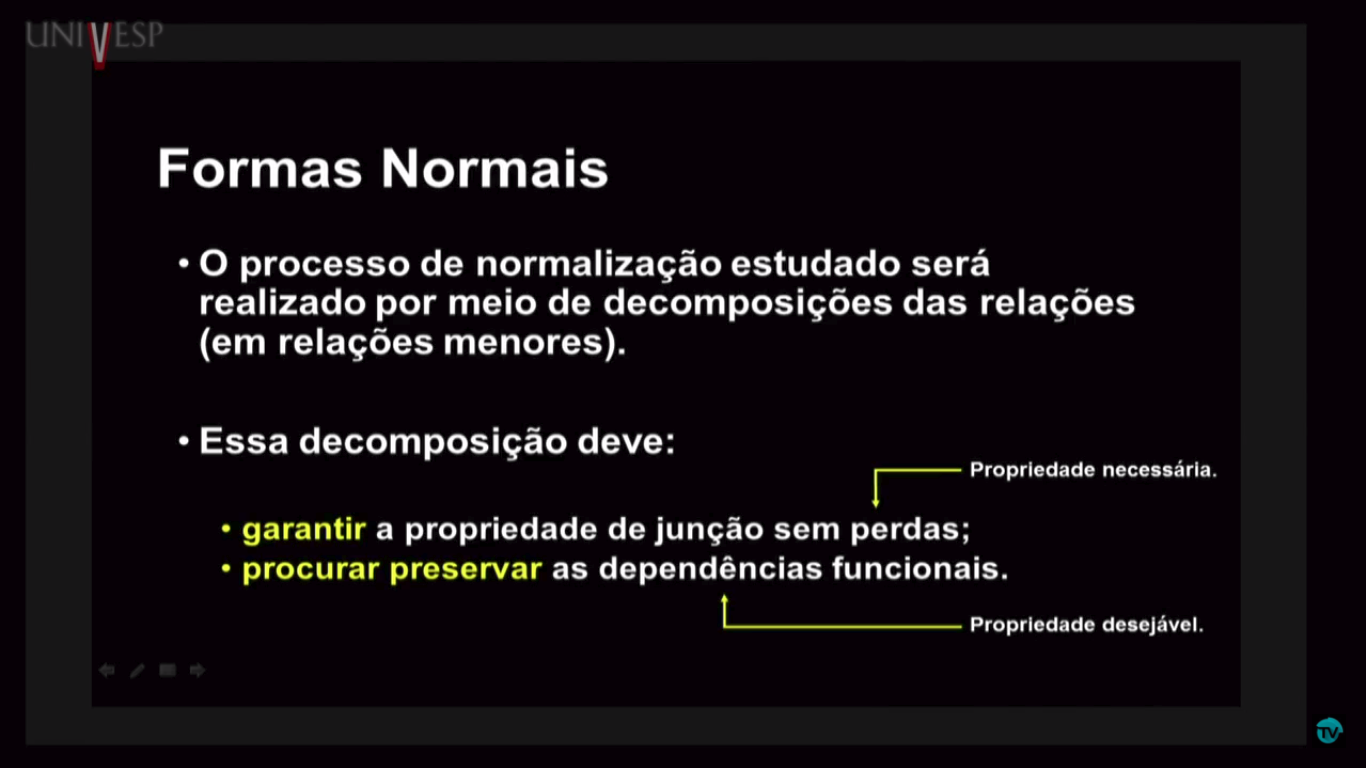 UNIVESP
Formas Normais
• O processo de normalização estudado será
realizado por meio de decomposições das relações
(em relações menores).
• Essa decomposição deve:
Propriedade necessária.
• garantir a propriedade de junção sem perdas;
• procurar preservar as dependências funcionais.
Propriedade desejável.
TV